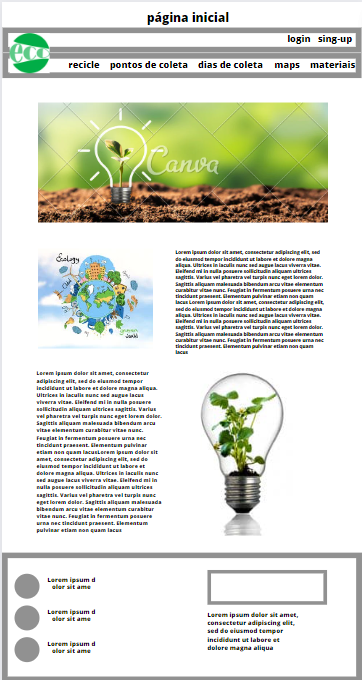 página inicial
login sing-up
eco
recicle pontos de coleta dias de coleta maps materiais
Canva
Ecology
Lorem ipsum dolor sit amet, consectetur adipiscing elit, sed
do eiusmod tempor incididunt ut labore et dolore magna
aliqua. Ultrices in iaculis nunc sed augue lacus viverra vitae.
Eleifend mi in nulla posuere sollicitudin aliquam ultrices
sagittis. Varius vel pharetra vel turpis nunc eget lorem dolor.
Sagittis aliquam malesuada bibendum arcu vitae elementum
curabitur vitae nunc. Feugiat in fermentum posuere urna nec
tincidunt praesent. Elementum pulvinar etiam non quam
lacus Lorem ipsum dolor sit amet, consectetur adipiscing elit,
sed do eiusmod tempor incididunt ut labore et dolore magna
aliqua. Ultrices in iaculis nunc sed augue lacus viverra vitae.
Eleifend mi in nulla posuere sollicitudin aliquam ultrices
sagittis. Varius vel pharetra vel turpis nunc eget lorem dolor.
Sagittis aliquam malesuada bibendum arcu vitae elementum
curabitur vitae nunc. Feugiat in fermentum posuere urna nec
tincidunt praesent. Elementum pulvinar etiam non quam
lacus
Lorem ipsum dolor sit amet, consectetur
adipiscing elit, sed do eiusmod tempor
incididunt ut labore et dolore magna aliqua.
Ultrices in iaculis nunc sed augue lacus
viverra vitae. Eleifend mi in nulla posuere
sollicitudin aliquam ultrices sagittis. Varius
vel pharetra vel turpis nunc eget lorem dolor.
Sagittis aliquam malesuada bibendum arcu
vitae elementum curabitur vitae nunc.
Feugiat in fermentum posuere urna nec
tincidunt praesent. Elementum pulvinar
etiam non quam lacusLorem ipsum dolor sit
amet, consectetur adipiscing elit, sed do
eiusmod tempor incididunt ut labore et
dolore magna aliqua. Ultrices in iaculis nunc
sed augue lacus viverra vitae. Eleifend mi in
nulla posuere sollicitudin aliquam ultrices
sagittis. Varius vel pharetra vel turpis nunc
eget lorem dolor. Sagittis aliquam malesuada
bibendum arcu vitae elementum curabitur
vitae nunc. Feugiat in fermentum posuere
urna nec tincidunt praesent. Elementum
pulvinar etiam non quam lacus
Lorem ipsum d
olor sit ame
Lorem ipsum d
olor sit ame
Lorem ipsum d
olor sit ame
Lorem ipsum dolor sit amet,
consectetur adipiscing elit,
sed do eiusmod tempor
incididunt ut labore et
dolore magna aliqua